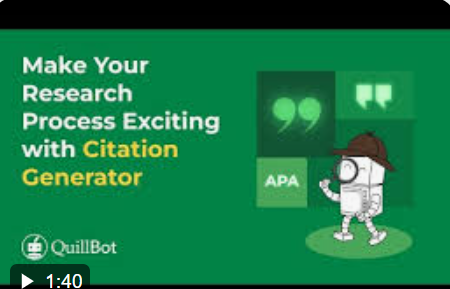 Make Your
Research
Process Exciting
with Citation
Generator
APA
QuillBot
1:40